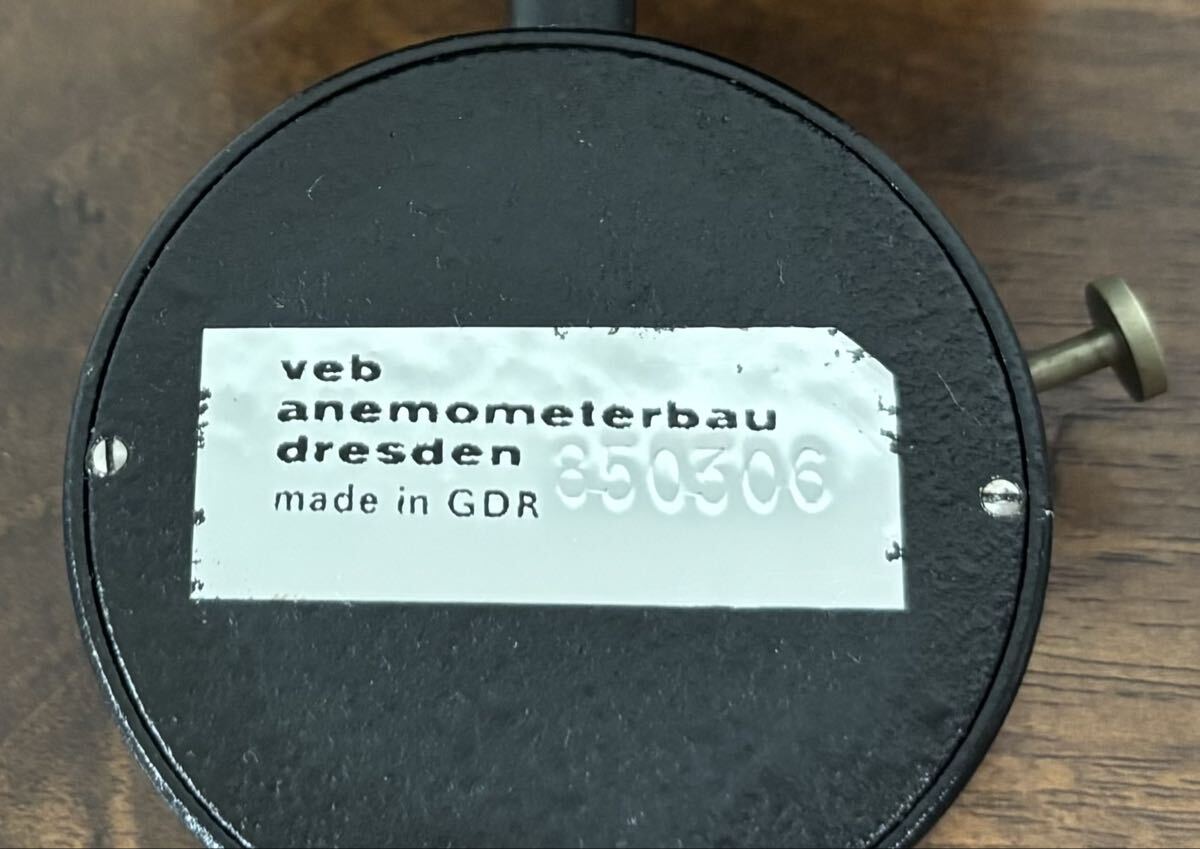 veb
anemometerbau
dresden
made in GDR 850306